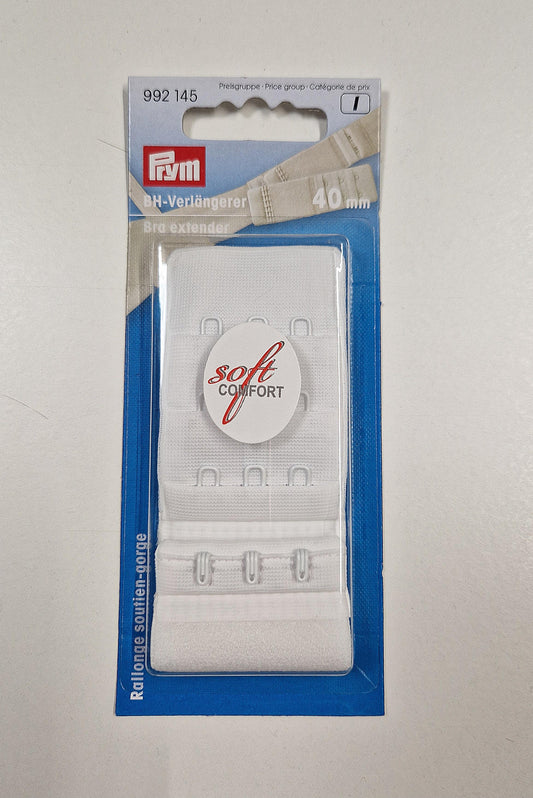 992 145
Preisgruppe · Price group · Catégorie de prix
I
Prym
BH-Verlängerer
40 mm
Bra extender
soft
COMFORT
Rallonge soutien-gorge